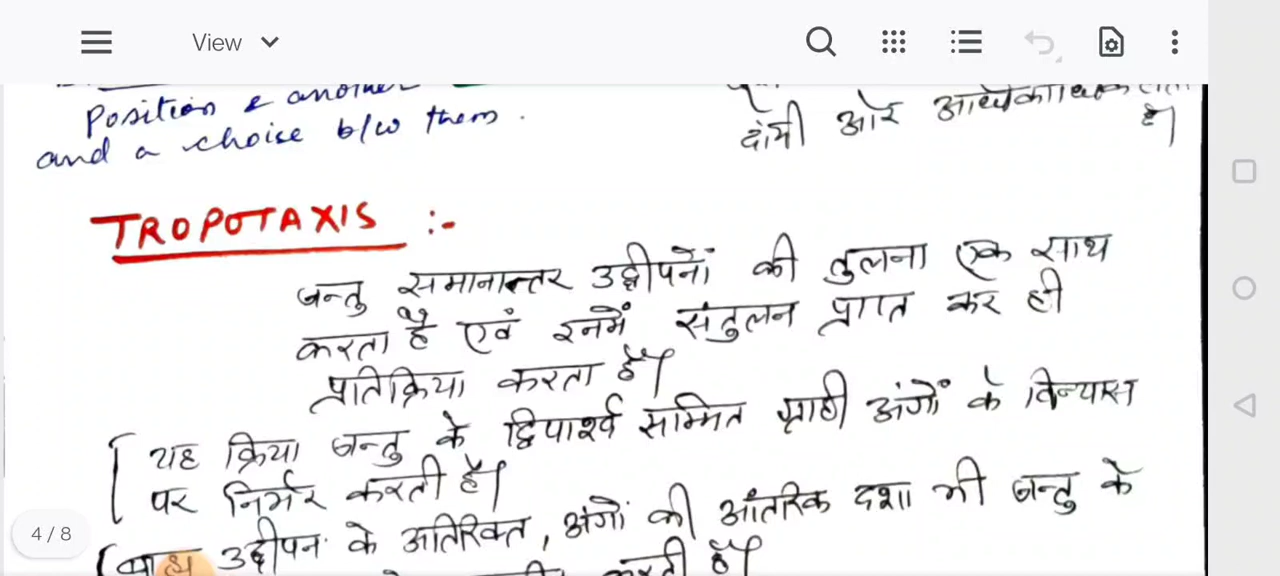 View
Position & another
and a choice b/w them.
दांयी ओर
है।
TROPOTAXIS :-
जन्तु समानान्तर उद्दीपनों की तुलना एक साथ
करता है एवं इनमें संतुलन प्राप्त कर ही
प्रतिक्रिया करता है।
यह क्रिया जन्तु के द्विपार्श्व सममित ग्राही अंगों के विन्यास
पर निर्भर करती है।
बाह्य उद्दीपन के अतिरिक्त, अंगों की आंतरिक दशा भी जन्तु के
करती है।
4 / 8